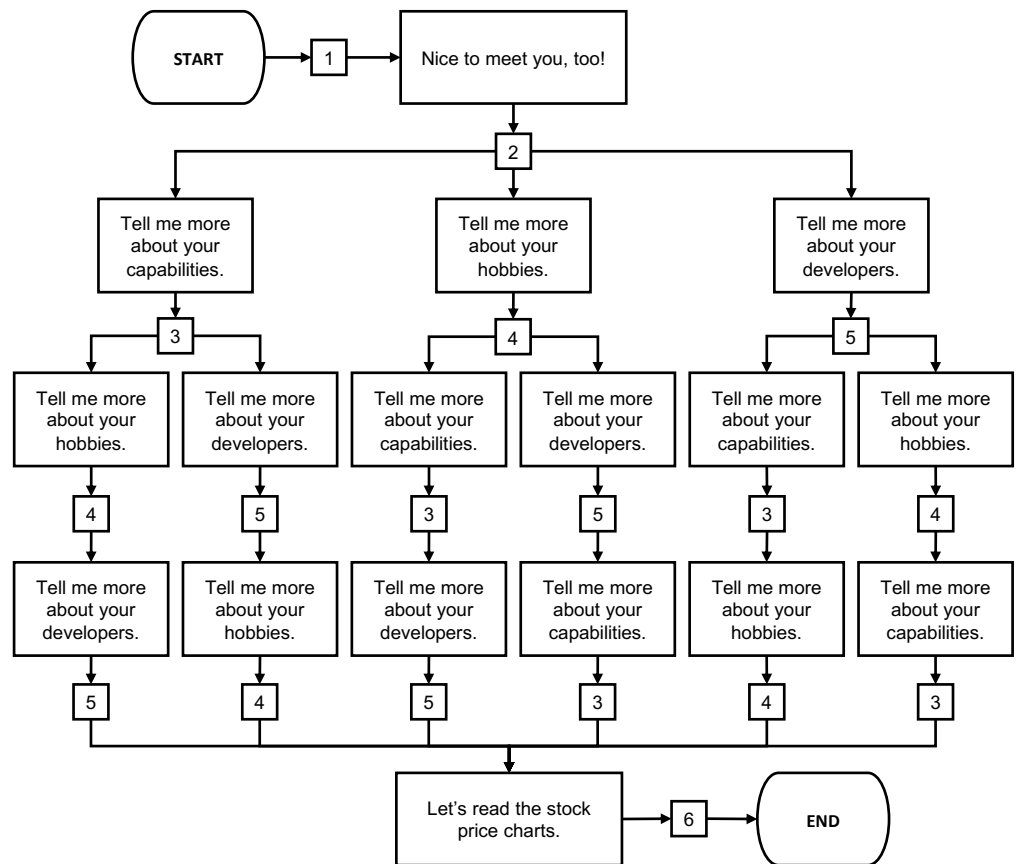 START
1
Nice to meet you, too!
2
Tell me more
about your
capabilities.
Tell me more
about your
hobbies.
Tell me more
about your
developers.
3
4
5
Tell me more
about your
hobbies.
Tell me more
about your
developers.
Tell me more
about your
capabilities.
Tell me more
about your
developers.
Tell me more
about your
capabilities.
Tell me more
about your
hobbies.
4
5
3
5
3
4
Tell me more
about your
developers.
Tell me more
about your
hobbies.
Tell me more
about your
developers.
Tell me more
about your
capabilities.
Tell me more
about your
hobbies.
Tell me more
about your
capabilities.
5
4
5
3
4
3
Let's read the stock
price charts.
6
END